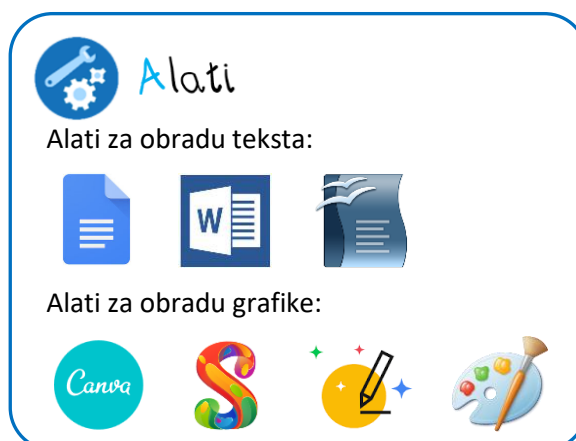 Alati
Alati za obradu teksta:
W
Alati za obradu grafike:
Canva
S